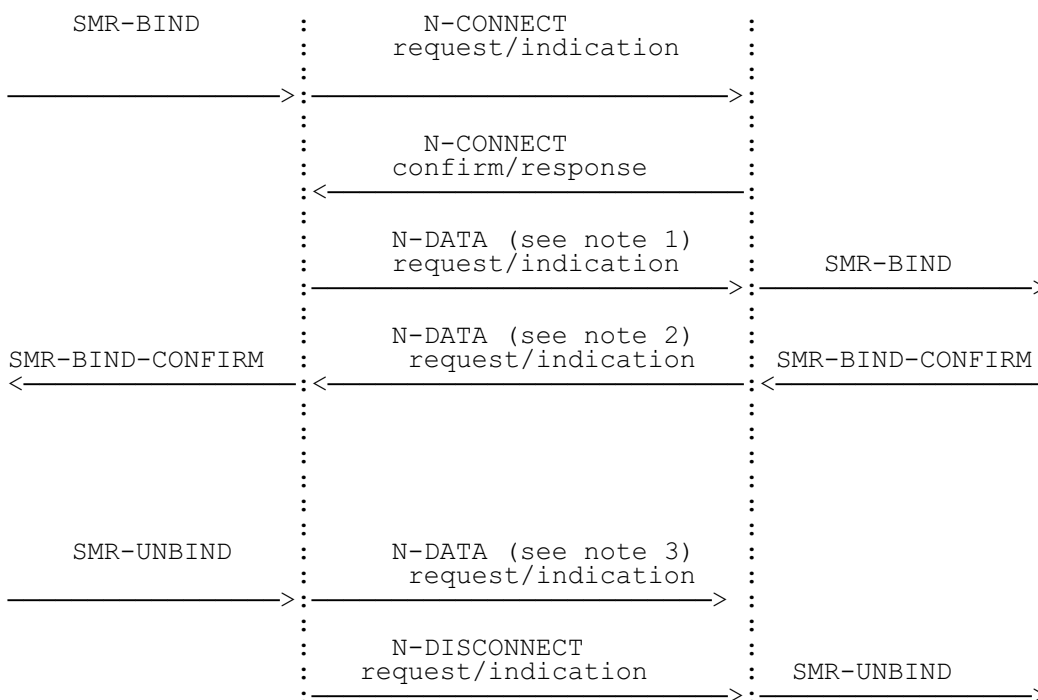 SMR-BIND
N-CONNECT
request/indication
N-CONNECT
confirm/response
N-DATA (see note 1)
request/indication
SMR-BIND
N-DATA (see note 2)
SMR-BIND-CONFIRM
request/indication
SMR-BIND-CONFIRM
SMR-UNBIND
N-DATA (see note 3)
request/indication
N-DISCONNECT
request/indication
SMR-UNBIND